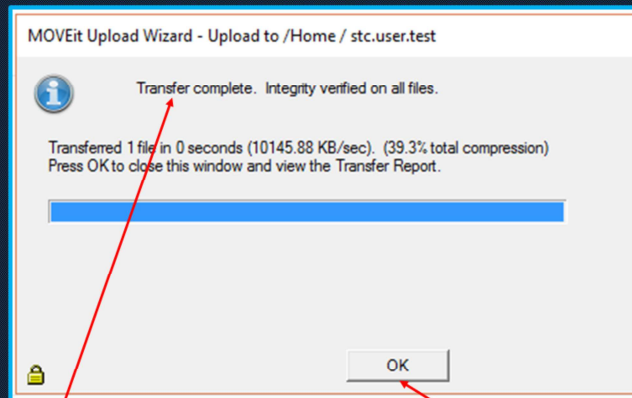 MOVEit Upload Wizard - Upload to /Home / stc.user.test
Transfer complete. Integrity verified on all files.
Transferred 1 file in 0 seconds (10145.88 KB/sec). (39.3% total compression)
Press OK to close this window and view the Transfer Report.
OK